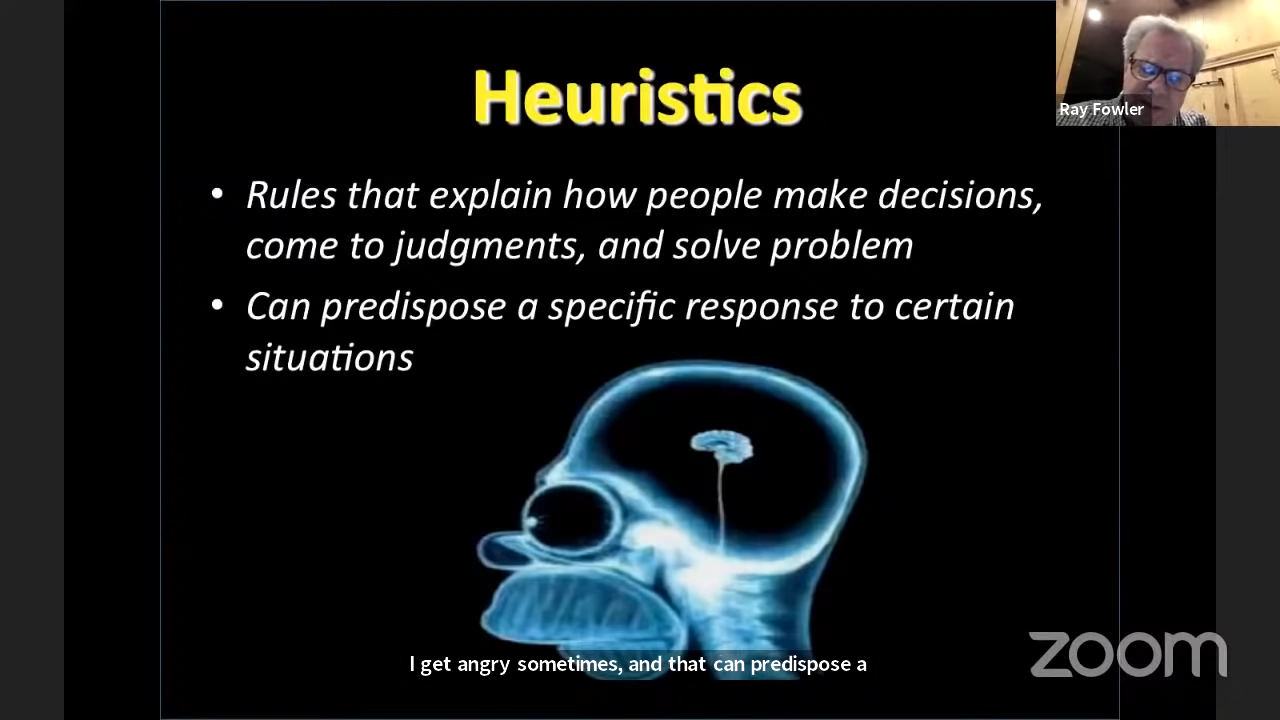 Heuristics
Ray Fowler
• Rules that explain how people make decisions,
come to judgments, and solve problem
• Can predispose a specific response to certain
situations
I get angry sometimes, and that can predispose a
zoom